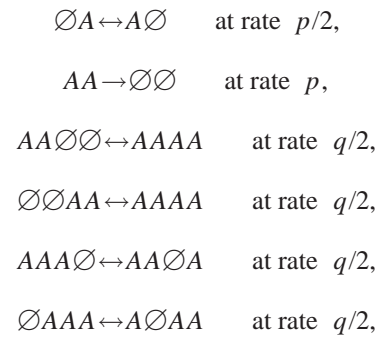 ∅A↔A∅ at rate p/2,
AA→∅∅ at rate p,
AA∅∅↔AAAA at rate q/2,
∅∅AA↔AAAA at rate q/2,
AAA∅↔AA∅A at rate q/2,
∅AAA↔A∅AA at rate q/2,